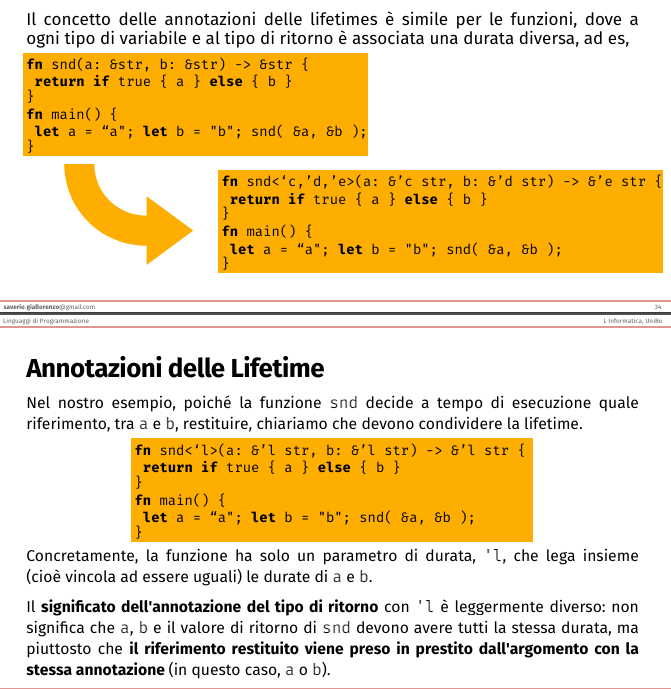 Il concetto delle annotazioni delle lifetimes è simile per le funzioni, dove a
ogni tipo di variabile e al tipo di ritorno è associata una durata diversa, ad es,
fn snd(a: &str, b: &str) -> &str {
return if true { a } else { b }
}
fn main() {
let a = “a"; let b = "b"; snd( &a, &b );
}
fn snd<‘c,’d,’e>(a: &’c str, b: &’d str) -> &’e str {
return if true { a } else { b }
}
fn main() {
let a = “a"; let b = "b"; snd( &a, &b );
}
saverio.giallorenzo@gmail.com 34
Linguaggi di Programmazione L Informatica, UniBo
Annotazioni delle Lifetime
Nel nostro esempio, poiché la funzione snd decide a tempo di esecuzione quale
riferimento, tra a e b, restituire, chiariamo che devono condividere la lifetime.
fn snd<‘l>(a: &’l str, b: &’l str) -> &’l str {
return if true { a } else { b }
}
fn main() {
let a = “a"; let b = "b"; snd( &a, &b );
}
Concretamente, la funzione ha solo un parametro di durata, 'l, che lega insieme
(cioè vincola ad essere uguali) le durate di a e b.
Il significato dell'annotazione del tipo di ritorno con 'l è leggermente diverso: non
significa che a, b e il valore di ritorno di snd devono avere tutti la stessa durata, ma
piuttosto che il riferimento restituito viene preso in prestito dall'argomento con la
stessa annotazione (in questo caso, a o b).